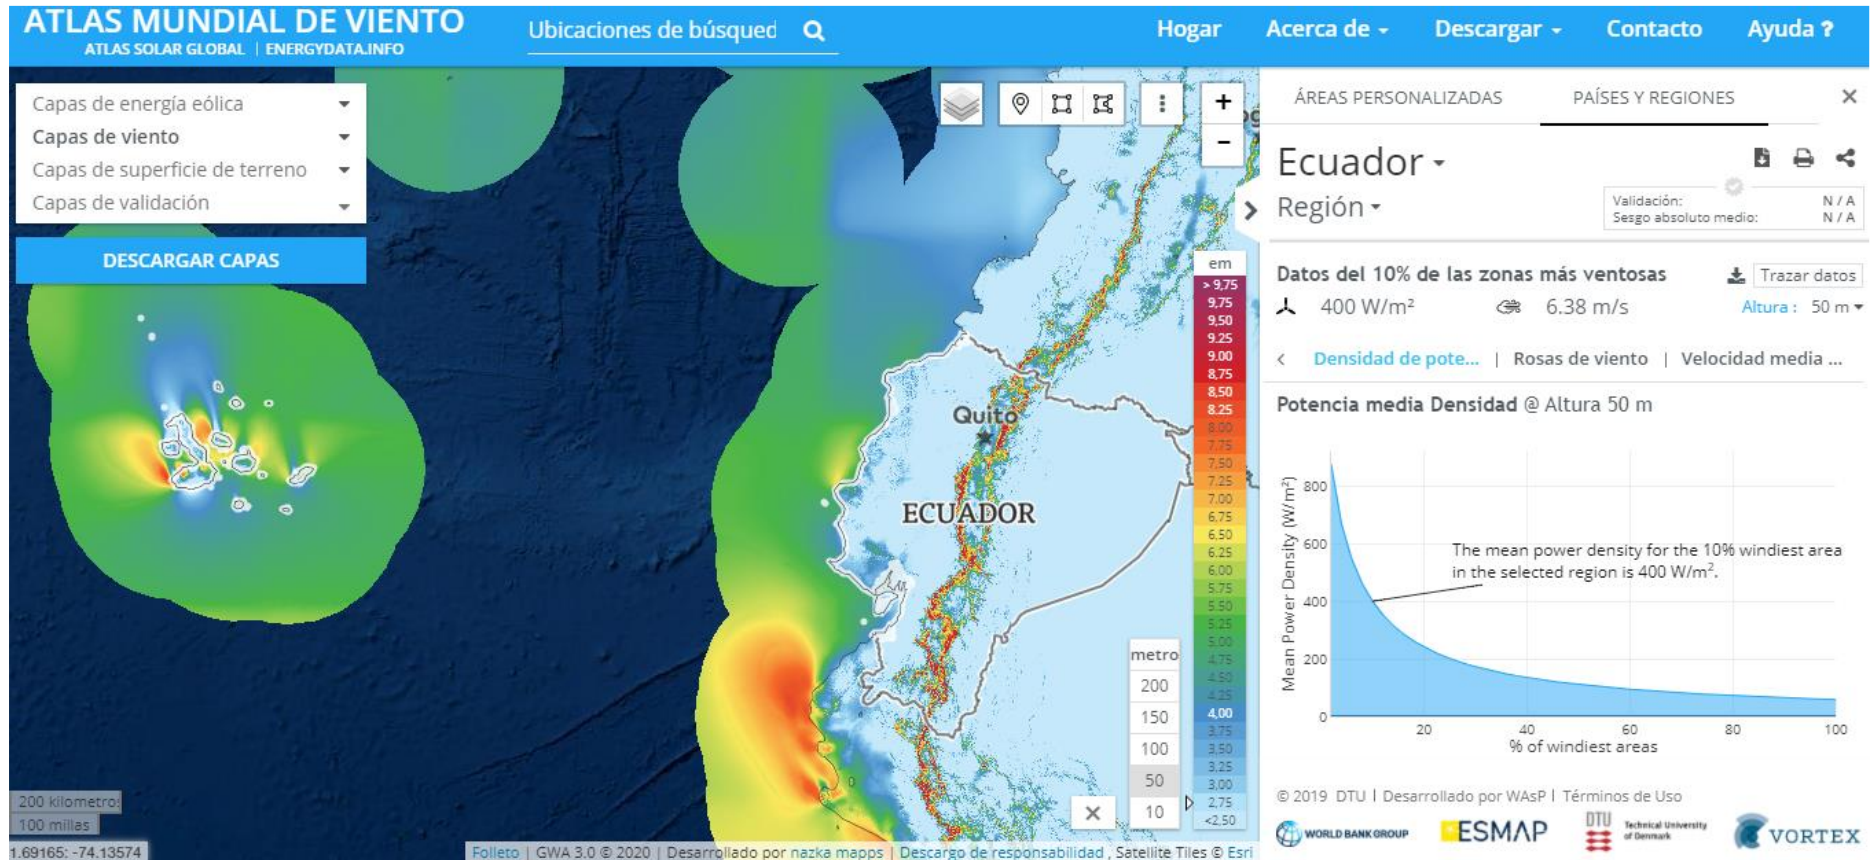 ATLAS MUNDIAL DE VIENTO
ATLAS SOLAR GLOBAL | ENERGYDATA.INFO
Ubicaciones de búsqued
Hogar
Acerca de
Descargar
Contacto
Ayuda ?
Capas de energía eólica
Capas de viento
Capas de superficie de terreno
Capas de validación
DESCARGAR CAPAS
+
−
Quito
ECUADOR
em
> 9,75
9,75
9,50
9.25
9.00
8,75
8,50
8.25
8.00
7.75
7,50
7.25
7.00
6.75
6.50
6.25
6,00
5.75
5.50
5.25
5.00
4.75
4.50
4.25
4,00
3.75
3,50
3.25
3,00
2,75
<2,50
metro
200
150
100
50
10
200 kilometros
100 millas
1.69165: -74.13574
Folleto | GWA 3.0 © 2020 | Desarrollado por nazka mapps | Descargo de responsabilidad , Satellite Tiles © Esri
ÁREAS PERSONALIZADAS
PAÍSES Y REGIONES
Ecuador
Región
Validación: N / A
Sesgo absoluto medio: N / A
Datos del 10% de las zonas más ventosas
Trazar datos
400 W/m²
6.38 m/s
Altura : 50 m
Densidad de pote... | Rosas de viento | Velocidad media ...
Potencia media Densidad @ Altura 50 m
Mean Power Density (W/m²)
800
600
400
200
0
The mean power density for the 10% windiest area
in the selected region is 400 W/m².
20
40
60
80
100
% of windiest areas
© 2019 DTU | Desarrollado por WAsP | Términos de Uso
WORLD BANK GROUP
ESMAP
DTU
Technical University
of Denmark
VORTEX